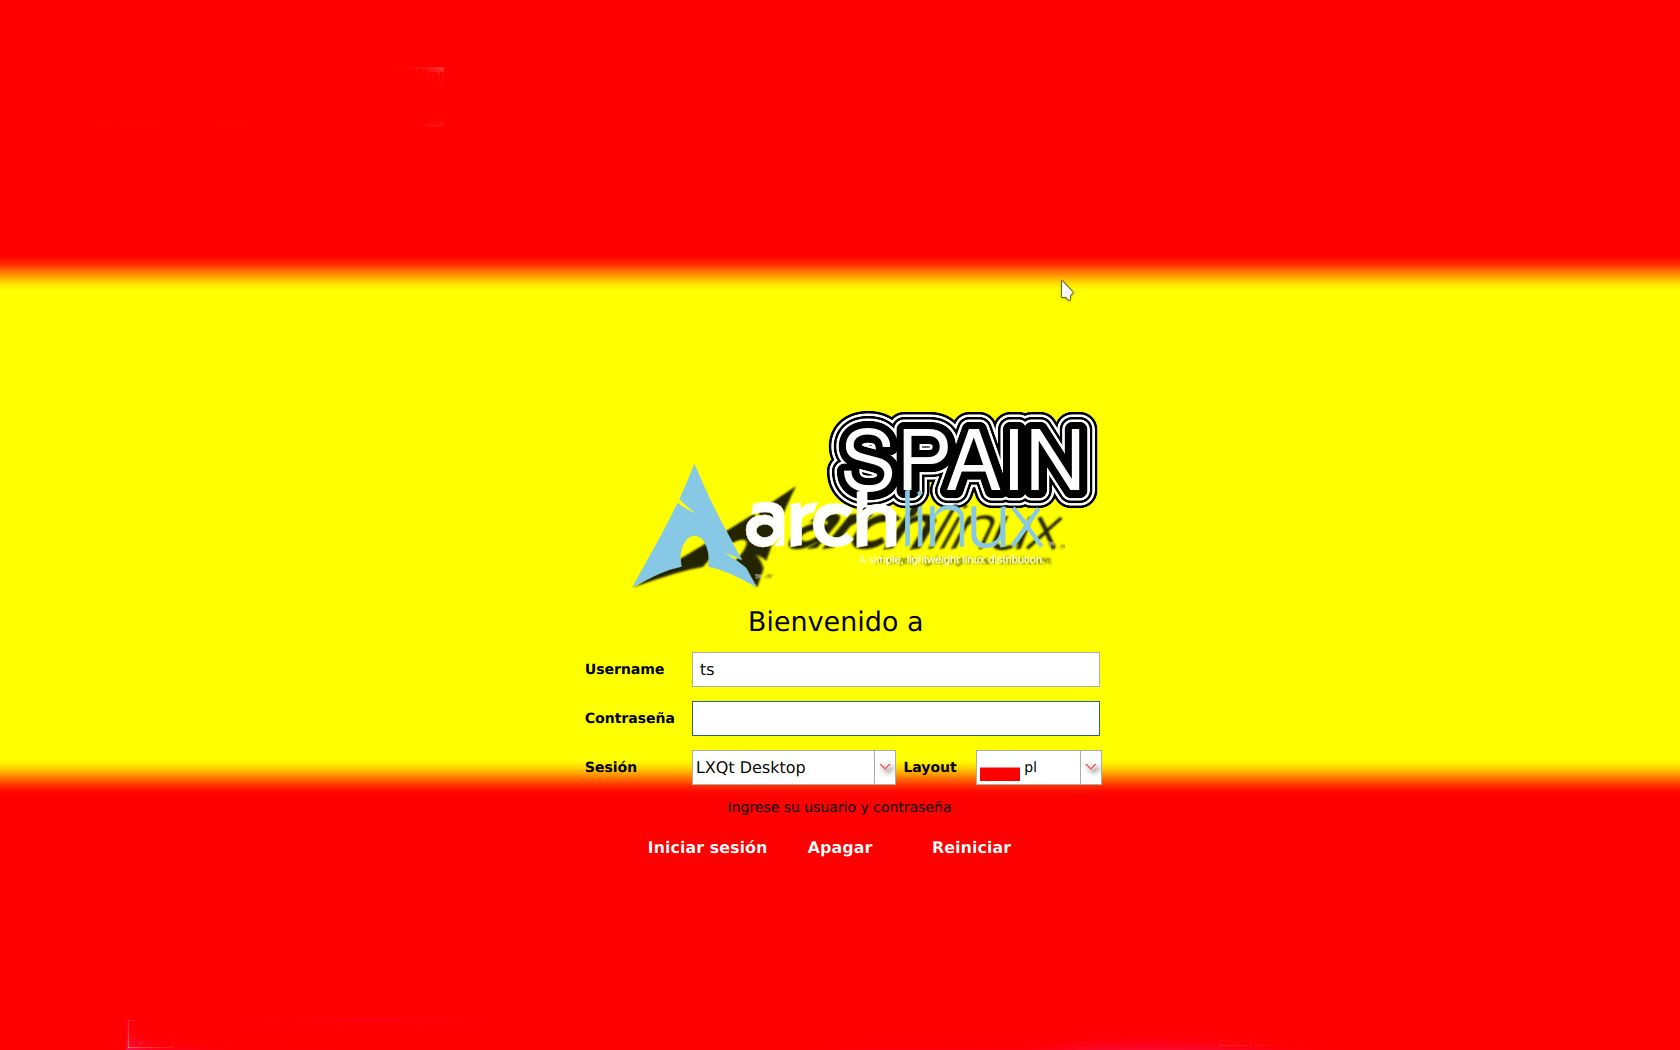 SPAIN
archlinux
A simple, lightweight linux distribution.
TM
Bienvenido a
Username ts
Contraseña
Sesión LXQt Desktop Layout pl
Ingrese su usuario y contraseña
Iniciar sesión Apagar Reiniciar